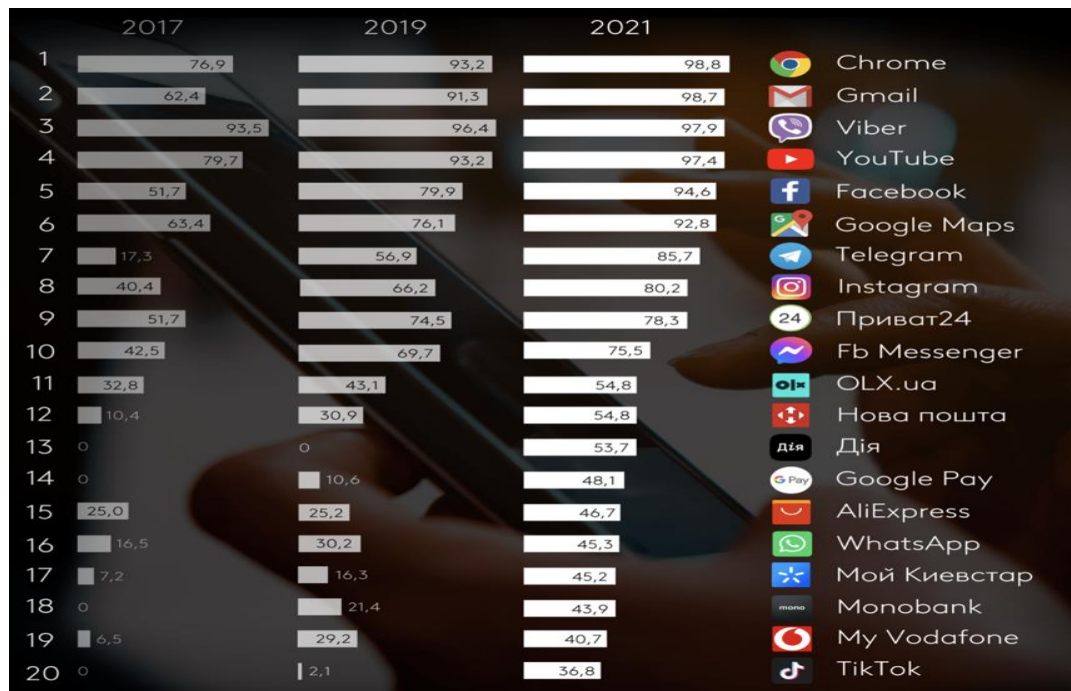 2017 2019 2021
1 76,9 93,2 98,8 Chrome
2 62,4 91,3 98,7 Gmail
3 93,5 96,4 97,9 Viber
4 79,7 93,2 97,4 YouTube
5 51,7 79,9 94,6 Facebook
6 63,4 76,1 92,8 G Google Maps
7 17,3 56,9 85,7 Telegram
8 40,4 66,2 80,2 Instagram
9 51,7 74,5 78,3 24 Приват24
10 42,5 69,7 75,5 Fb Messenger
11 32,8 43,1 54,8 olx OLX.ua
12 10,4 30,9 54,8 Нова пошта
13 0 0 53,7 Дія Дія
14 0 10,6 48,1 G Pay Google Pay
15 25,0 25,2 46,7 AliExpress
16 16,5 30,2 45,3 WhatsApp
17 7,2 16,3 45,2 Мой Киевстар
18 0 21,4 43,9 mono Monobank
19 6,5 29,2 40,7 My Vodafone
20 0 2,1 36,8 TikTok